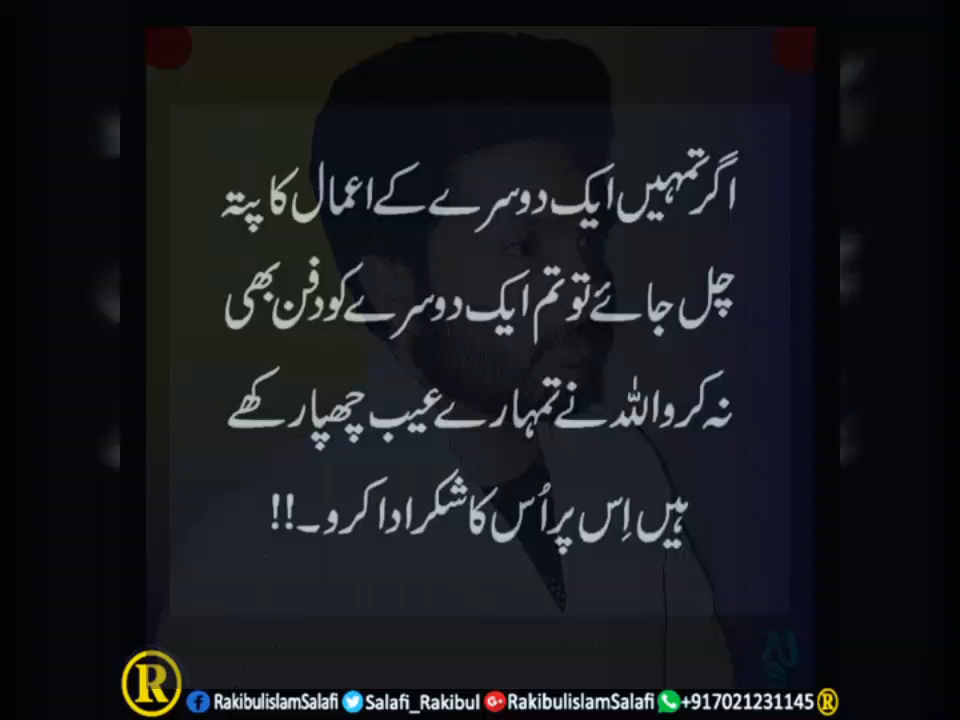 اگر تمہیں ایک دوسرے کے اعمال کا پتہ
چل جائے تو تم ایک دوسرے کو دفن بھی
نہ کرو اللہ نے تمہارے عیب چھپا رکھے
ہیں اِس پر اُس کا شکر ادا کرو۔!!
R RakibulislamSalafi Salafi_Rakibul RakibulislamSalafi +917021231145 R